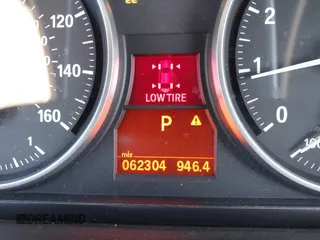 120
140
160
LOW TIRE
P
mls
062304 946.4
2
1
0
DREAMBID